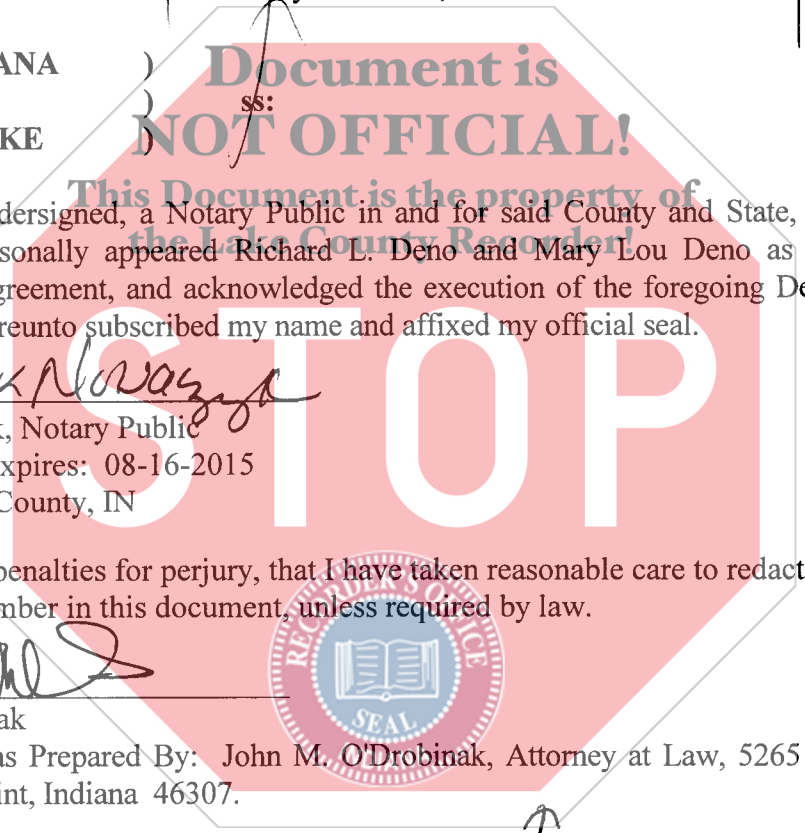 ANA ) Document is
) ss:
KE ) NOT OFFICIAL!
This Document is the property of
dersigned, a Notary Public in and for said County and State,
the Lake County Recorder!
sonally appeared Richard L. Deno and Mary Lou Deno as
greement, and acknowledged the execution of the foregoing De
reunto subscribed my name and affixed my official seal.
STOP
k Nowaszyk
k, Notary Public
xpires: 08-16-2015
County, IN
penalties for perjury, that I have taken reasonable care to redact
mber in this document, unless required by law.
RECORDER'S OFFICE
SEAL
ak
as Prepared By: John M. O'Drobinak, Attorney at Law, 5265
int, Indiana 46307.